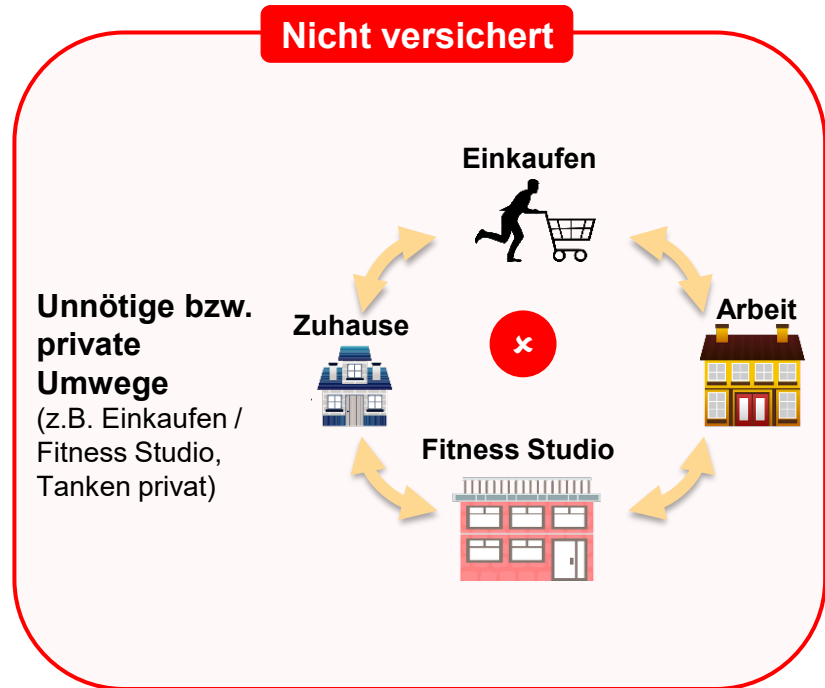 Nicht versichert
Einkaufen
Unnötige bzw.
private
Umwege
(z.B. Einkaufen /
Fitness Studio,
Tanken privat)
Zuhause
Arbeit
Fitness Studio